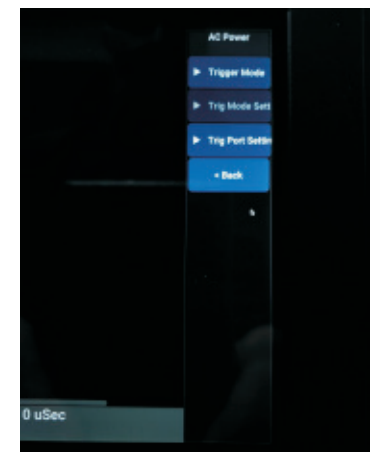 AC Power
Trigger Mode
Trig Mode Sett
Trig Port Settin
< Back
0 uSec